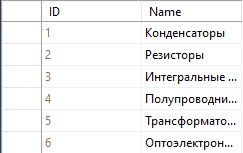 ID Name
1 Конденсаторы
2 Резисторы
3 Интегральные ...
4 Полупроводни...
5 Трансформато...
6 Оптоэлектрон...